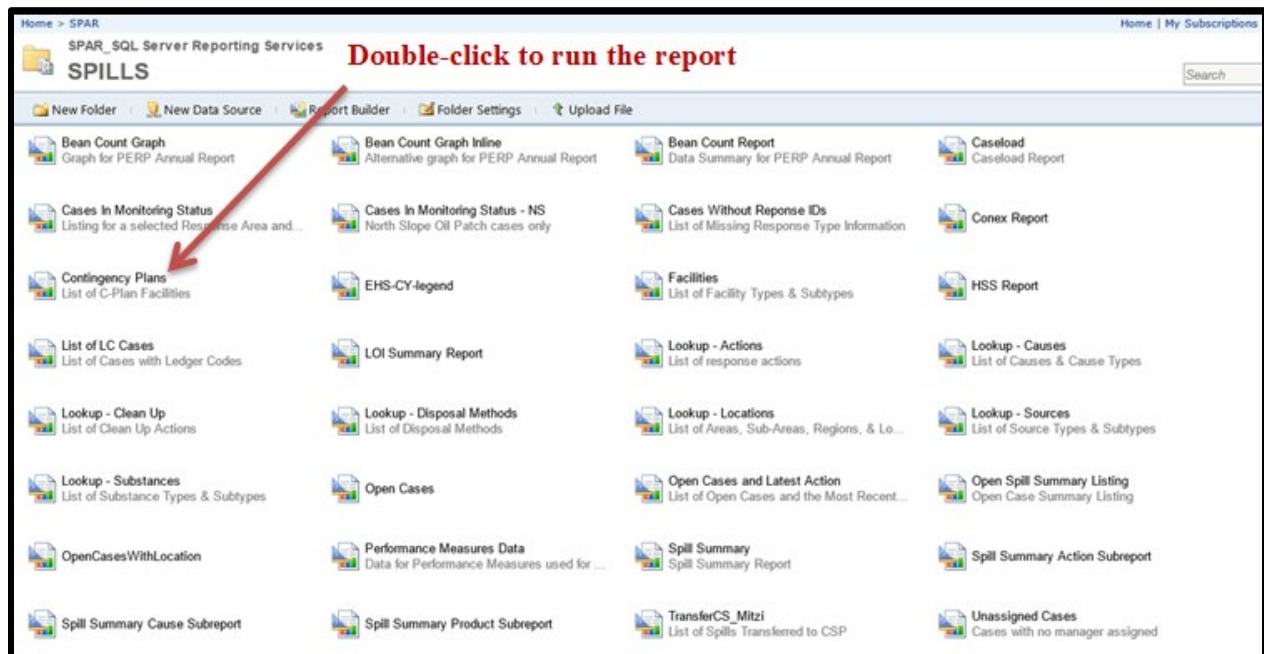 Home > SPAR
Home | My Subscriptions
SPAR_SQL Server Reporting Services
SPILLS
Double-click to run the report
Search
New Folder
New Data Source
Report Builder
Folder Settings
Upload File
Bean Count Graph
Graph for PERP Annual Report
Bean Count Graph Inline
Alternative graph for PERP Annual Report
Bean Count Report
Data Summary for PERP Annual Report
Caseload
Caseload Report
Cases In Monitoring Status
Listing for a selected Response Area and...
Cases In Monitoring Status - NS
North Slope Oil Patch cases only
Cases Without Reponse IDs
List of Missing Response Type Information
Conex Report
Contingency Plans
List of C-Plan Facilities
EHS-CY-legend
Facilities
List of Facility Types & Subtypes
HSS Report
List of LC Cases
List of Cases with Ledger Codes
LOI Summary Report
Lookup - Actions
List of response actions
Lookup - Causes
List of Causes & Cause Types
Lookup - Clean Up
List of Clean Up Actions
Lookup - Disposal Methods
List of Disposal Methods
Lookup - Locations
List of Areas, Sub-Areas, Regions, & Lo...
Lookup - Sources
List of Source Types & Subtypes
Lookup - Substances
List of Substance Types & Subtypes
Open Cases
Open Cases and Latest Action
List of Open Cases and the Most Recent...
Open Spill Summary Listing
Open Case Summary Listing
OpenCasesWithLocation
Performance Measures Data
Data for Performance Measures used for ...
Spill Summary
Spill Summary Report
Spill Summary Action Subreport
Spill Summary Cause Subreport
Spill Summary Product Subreport
TransferCS_Mitzi
List of Spills Transferred to CSP
Unassigned Cases
Cases with no manager assigned